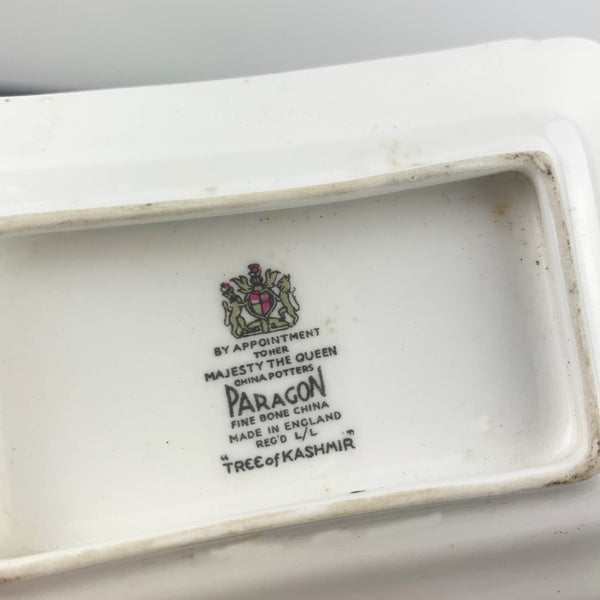 BY APPOINTMENT
TO HER
MAJESTY THE QUEEN
CHINA POTTERS
PARAGON
FINE BONE CHINA
MADE IN ENGLAND
REG'D L/L
"TREE of KASHMIR"